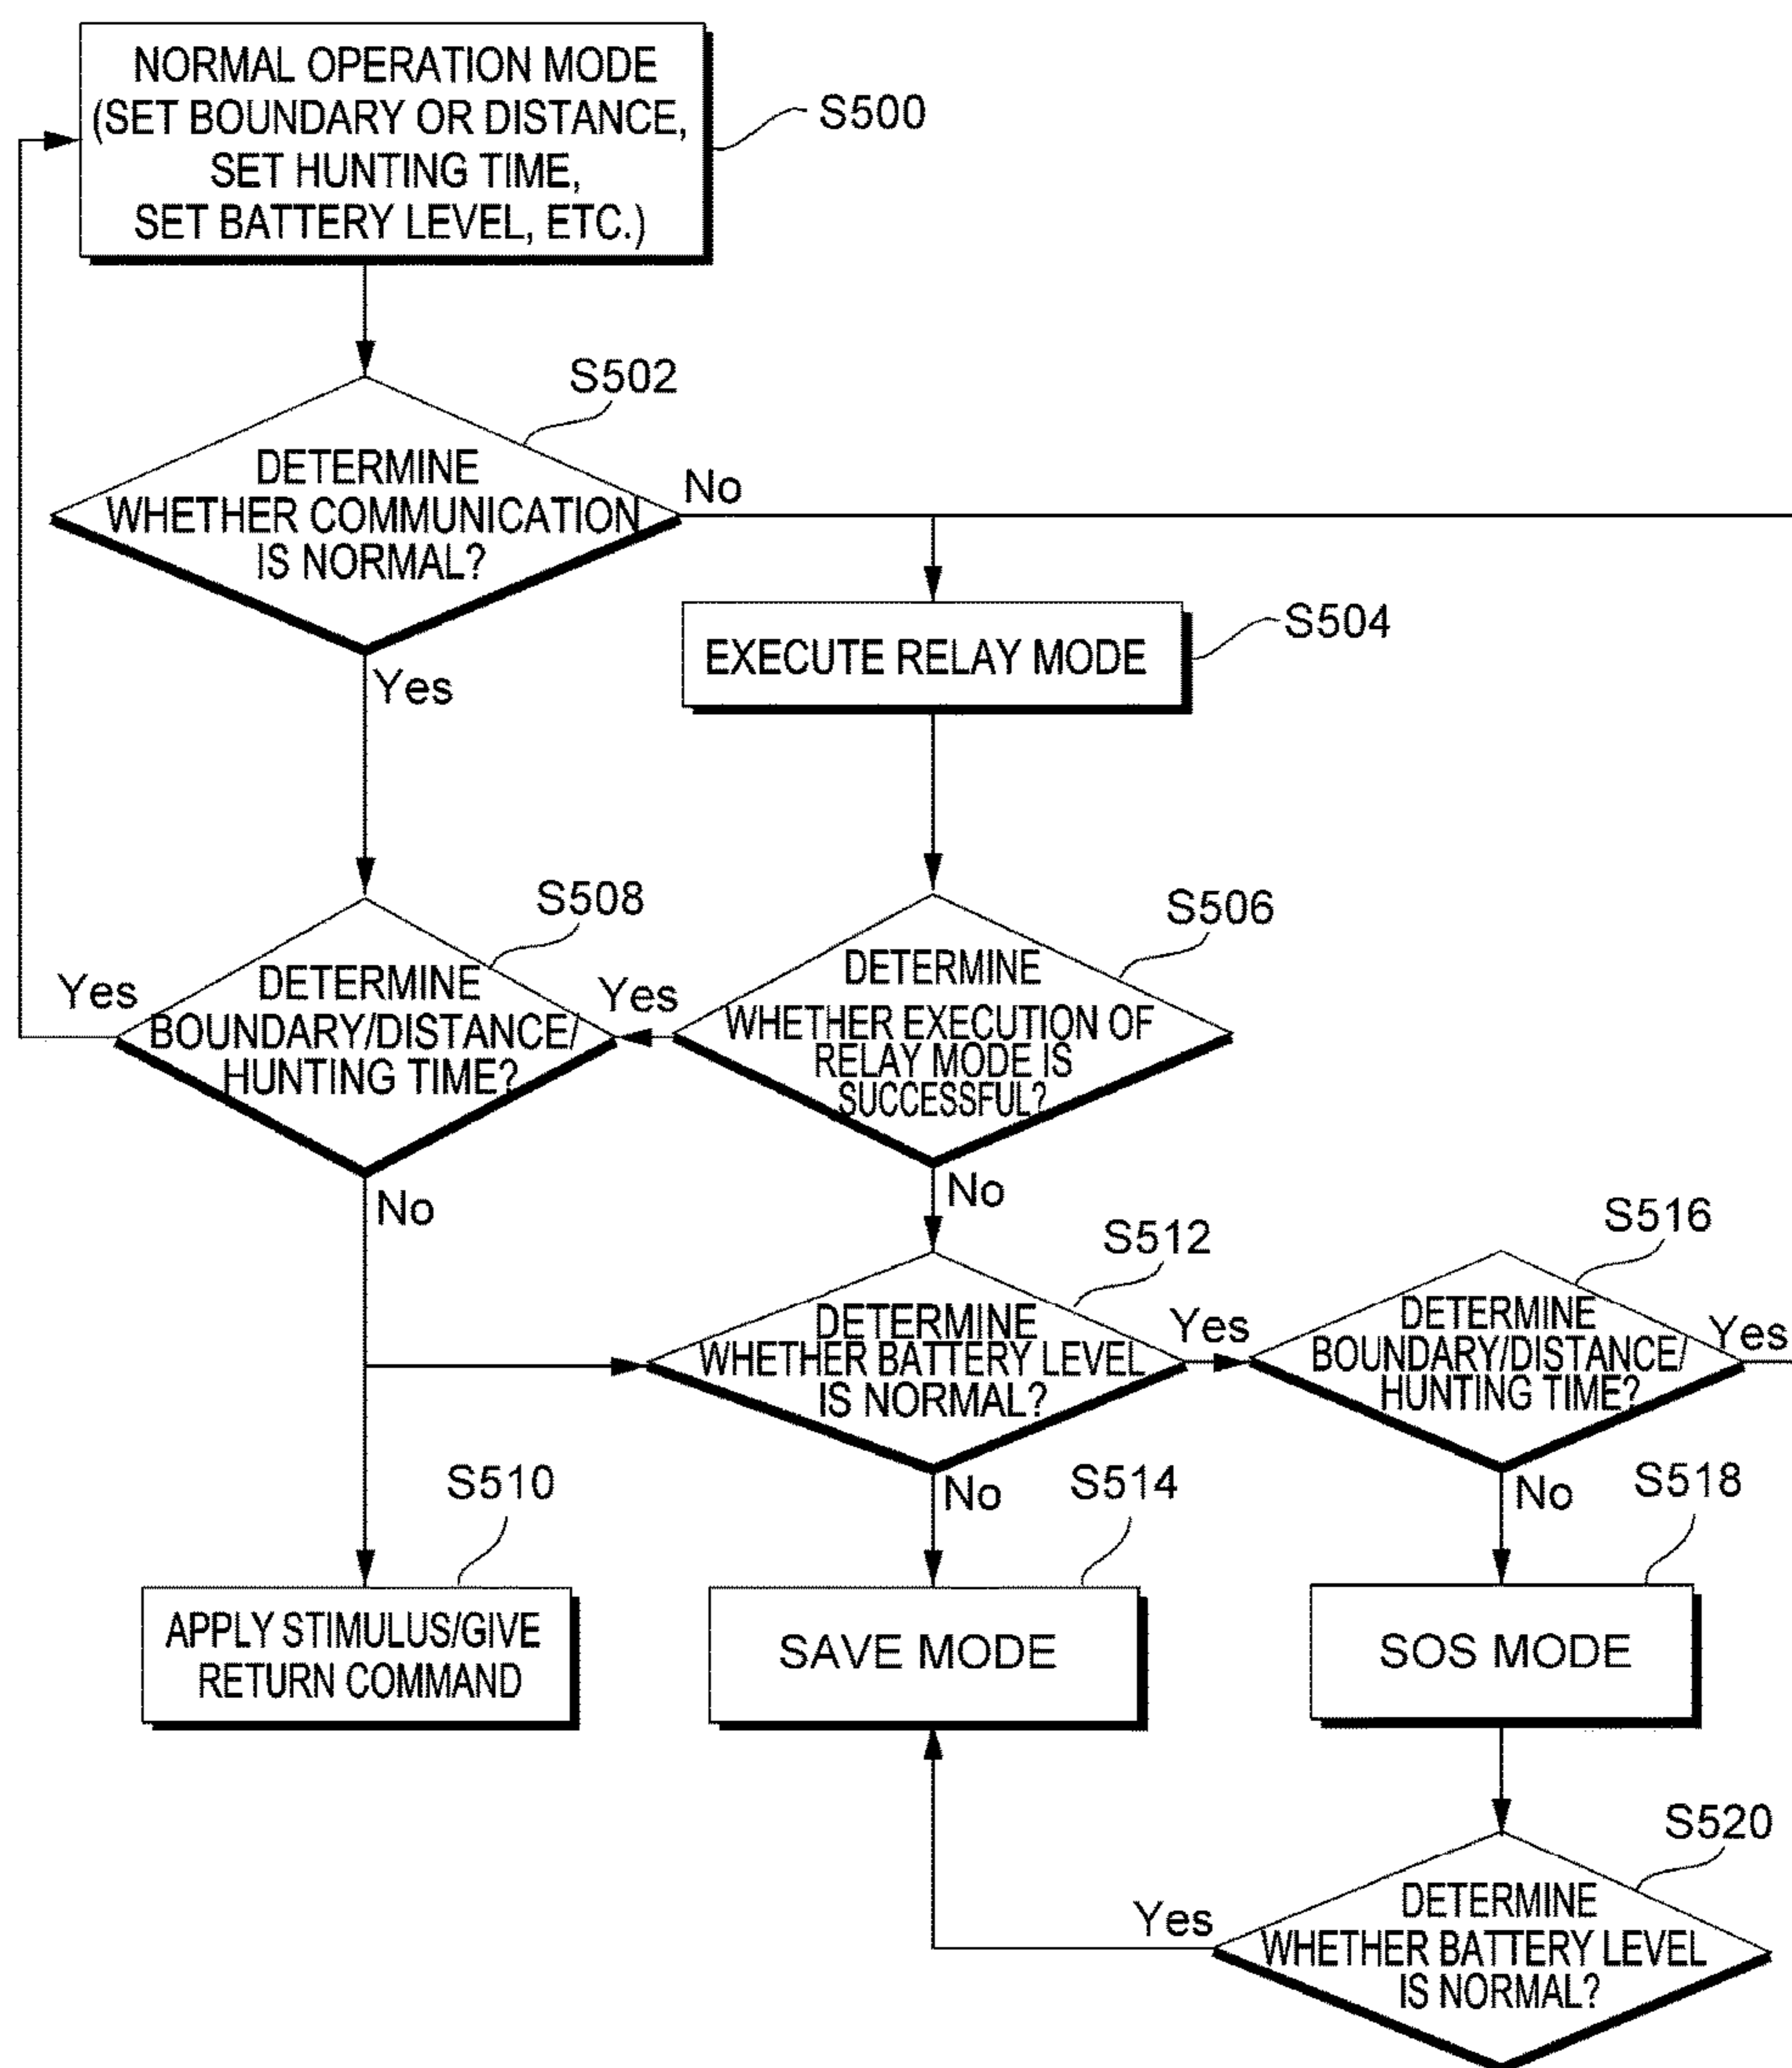 NORMAL OPERATION MODE
(SET BOUNDARY OR DISTANCE,
SET HUNTING TIME,
SET BATTERY LEVEL, ETC.)
S500
S502
DETERMINE
WHETHER COMMUNICATION
IS NORMAL?
No
Yes
EXECUTE RELAY MODE
S504
S508
DETERMINE
BOUNDARY/DISTANCE/
HUNTING TIME?
Yes
No
S506
DETERMINE
WHETHER EXECUTION OF
RELAY MODE IS
SUCCESSFUL?
Yes
No
S512
DETERMINE
WHETHER BATTERY LEVEL
IS NORMAL?
Yes
No
S516
DETERMINE
BOUNDARY/DISTANCE/
HUNTING TIME?
Yes
No
S510
APPLY STIMULUS/GIVE
RETURN COMMAND
S514
SAVE MODE
S518
SOS MODE
S520
DETERMINE
WHETHER BATTERY LEVEL
IS NORMAL?
Yes